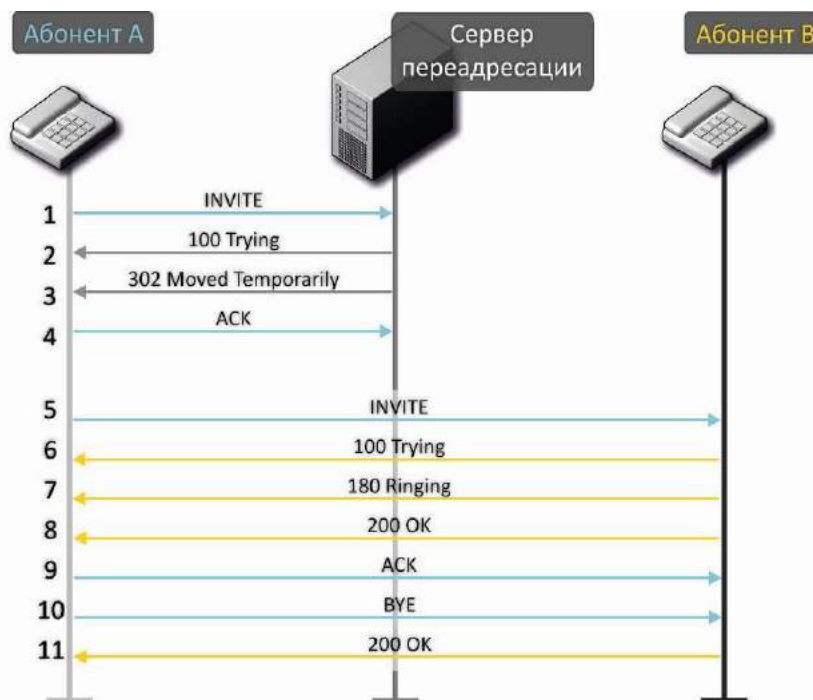 Абонент А
Сервер
переадресации
Абонент В
1 INVITE
2 100 Trying
3 302 Moved Temporarily
4 ACK
5 INVITE
6 100 Trying
7 180 Ringing
8 200 OK
9 ACK
10 BYE
11 200 OK